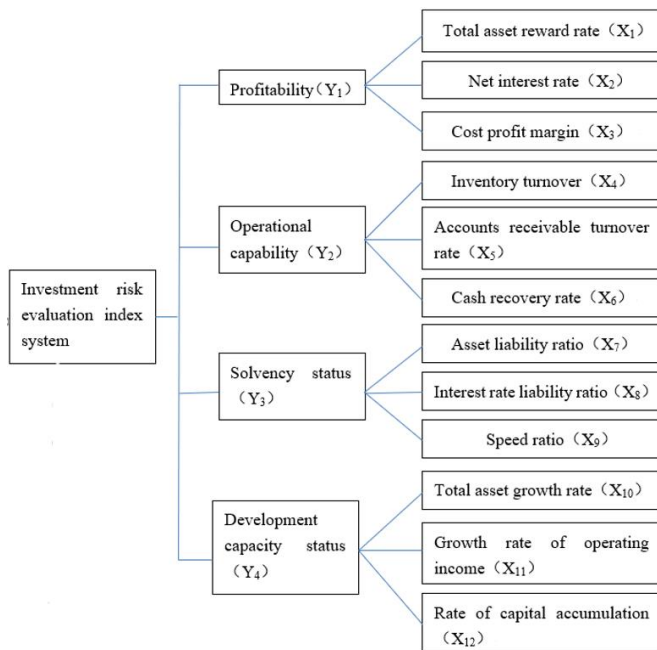 Investment risk
evaluation index
system
Profitability(Y₁)
Total asset reward rate（X₁）
Net interest rate（X₂）
Cost profit margin（X₃）
Operational
capability（Y₂）
Inventory turnover（X₄）
Accounts receivable turnover
rate（X₅）
Cash recovery rate（X₆）
Solvency status
（Y₃）
Asset liability ratio（X₇）
Interest rate liability ratio（X₈）
Speed ratio（X₉）
Development
capacity status
（Y₄）
Total asset growth rate（X₁₀）
Growth rate of operating
income（X₁₁）
Rate of capital accumulation
（X₁₂）